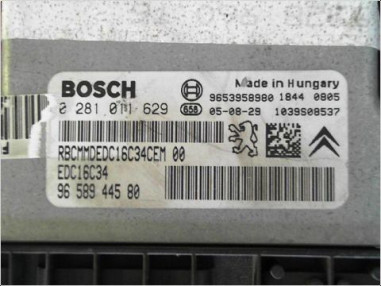 BOSCH
Made in Hungary
9653958980 1844 0805
0 281 011 629
656
05-08-29 1039S08537
RBCMMDEDC16C34CEM 00
EDC16C34
96 589 445 80